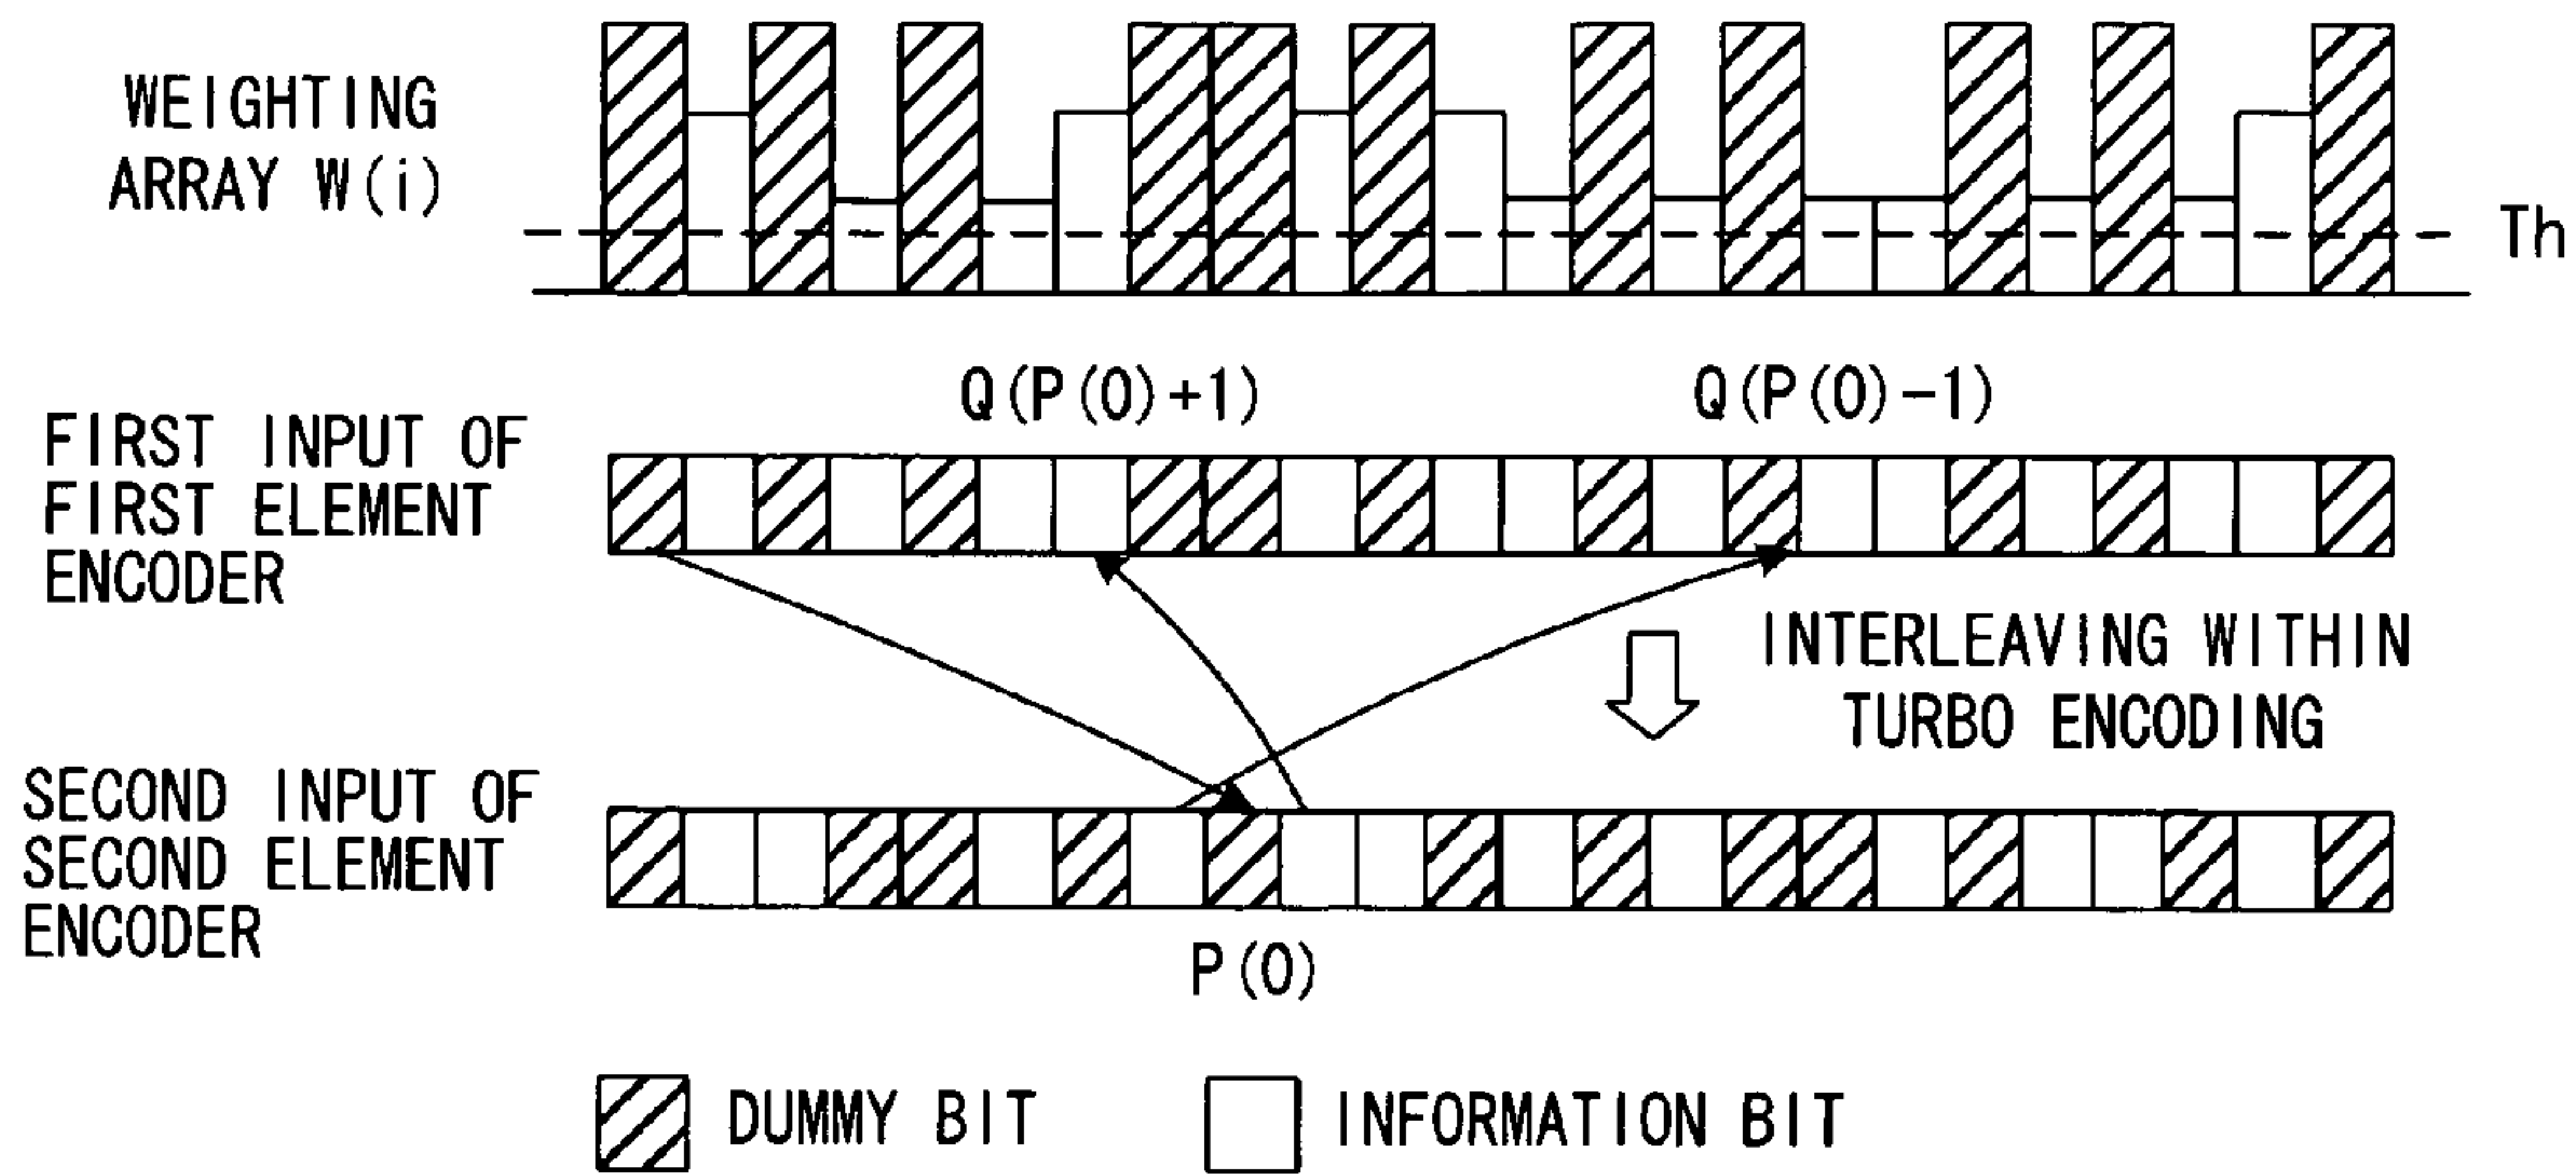 WEIGHTING
ARRAY W(i)
Th
Q(P(0)+1)
Q(P(0)-1)
FIRST INPUT OF
FIRST ELEMENT
ENCODER
INTERLEAVING WITHIN
TURBO ENCODING
SECOND INPUT OF
SECOND ELEMENT
ENCODER
P(0)
DUMMY BIT
INFORMATION BIT